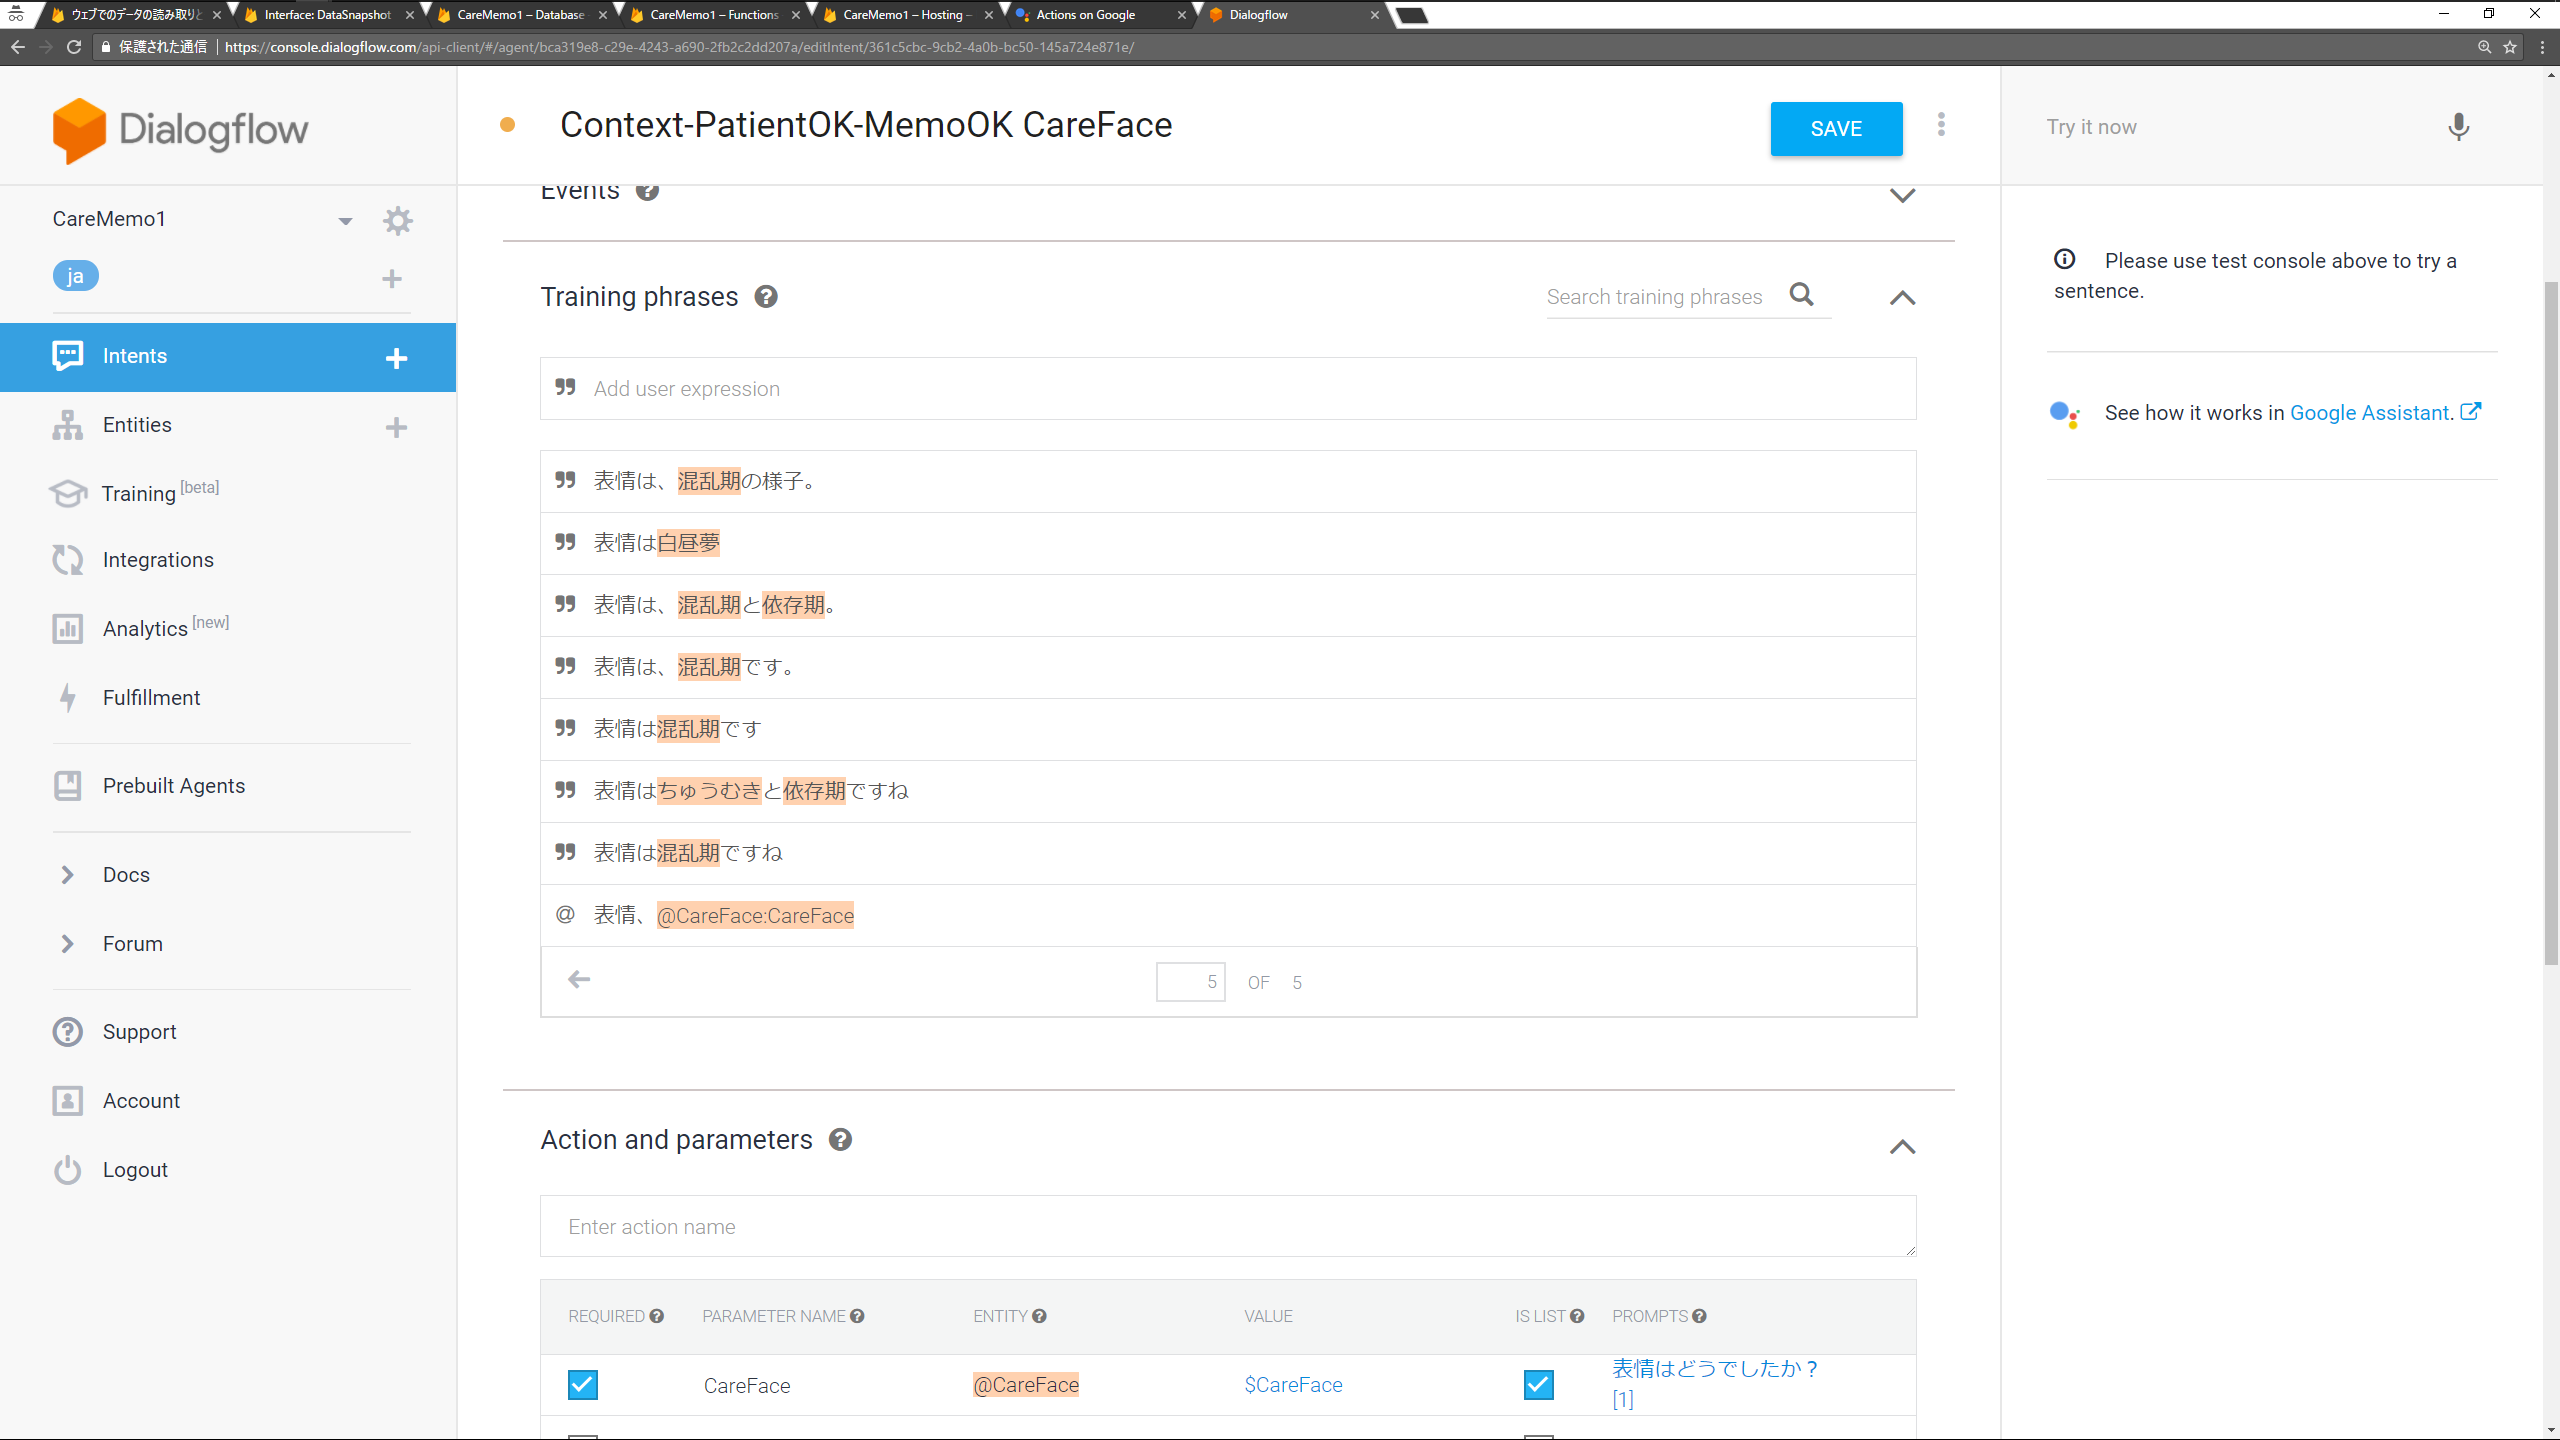 ウェブでのデータの読み取りと
Interface: DataSnapshot
CareMemo1 – Database
CareMemo1 – Functions
CareMemo1 – Hosting –
Actions on Google
Dialogflow
保護された通信
https://console.dialogflow.com/api-client/#/agent/bca319e8-c29e-4243-a690-2fb2c2dd207a/editIntent/361c5cbc-9cb2-4a0b-bc50-145a724e871e/
Dialogflow
CareMemo1
ja
Intents
Entities
Training [beta]
Integrations
Analytics [new]
Fulfillment
Prebuilt Agents
Docs
Forum
Support
Account
Logout
Context-PatientOK-MemoOK CareFace
SAVE
Events
Training phrases
Search training phrases
Add user expression
表情は、混乱期の様子。
表情は白昼夢
表情は、混乱期と依存期。
表情は、混乱期です。
表情は混乱期です
表情はちゅうむきと依存期ですね
表情は混乱期ですね
@ 表情、@CareFace:CareFace
5 OF 5
Action and parameters
Enter action name
REQUIRED PARAMETER NAME ENTITY VALUE IS LIST PROMPTS
CareFace @CareFace $CareFace 表情はどうでしたか？
[1]
Try it now
Please use test console above to try a
sentence.
See how it works in Google Assistant.